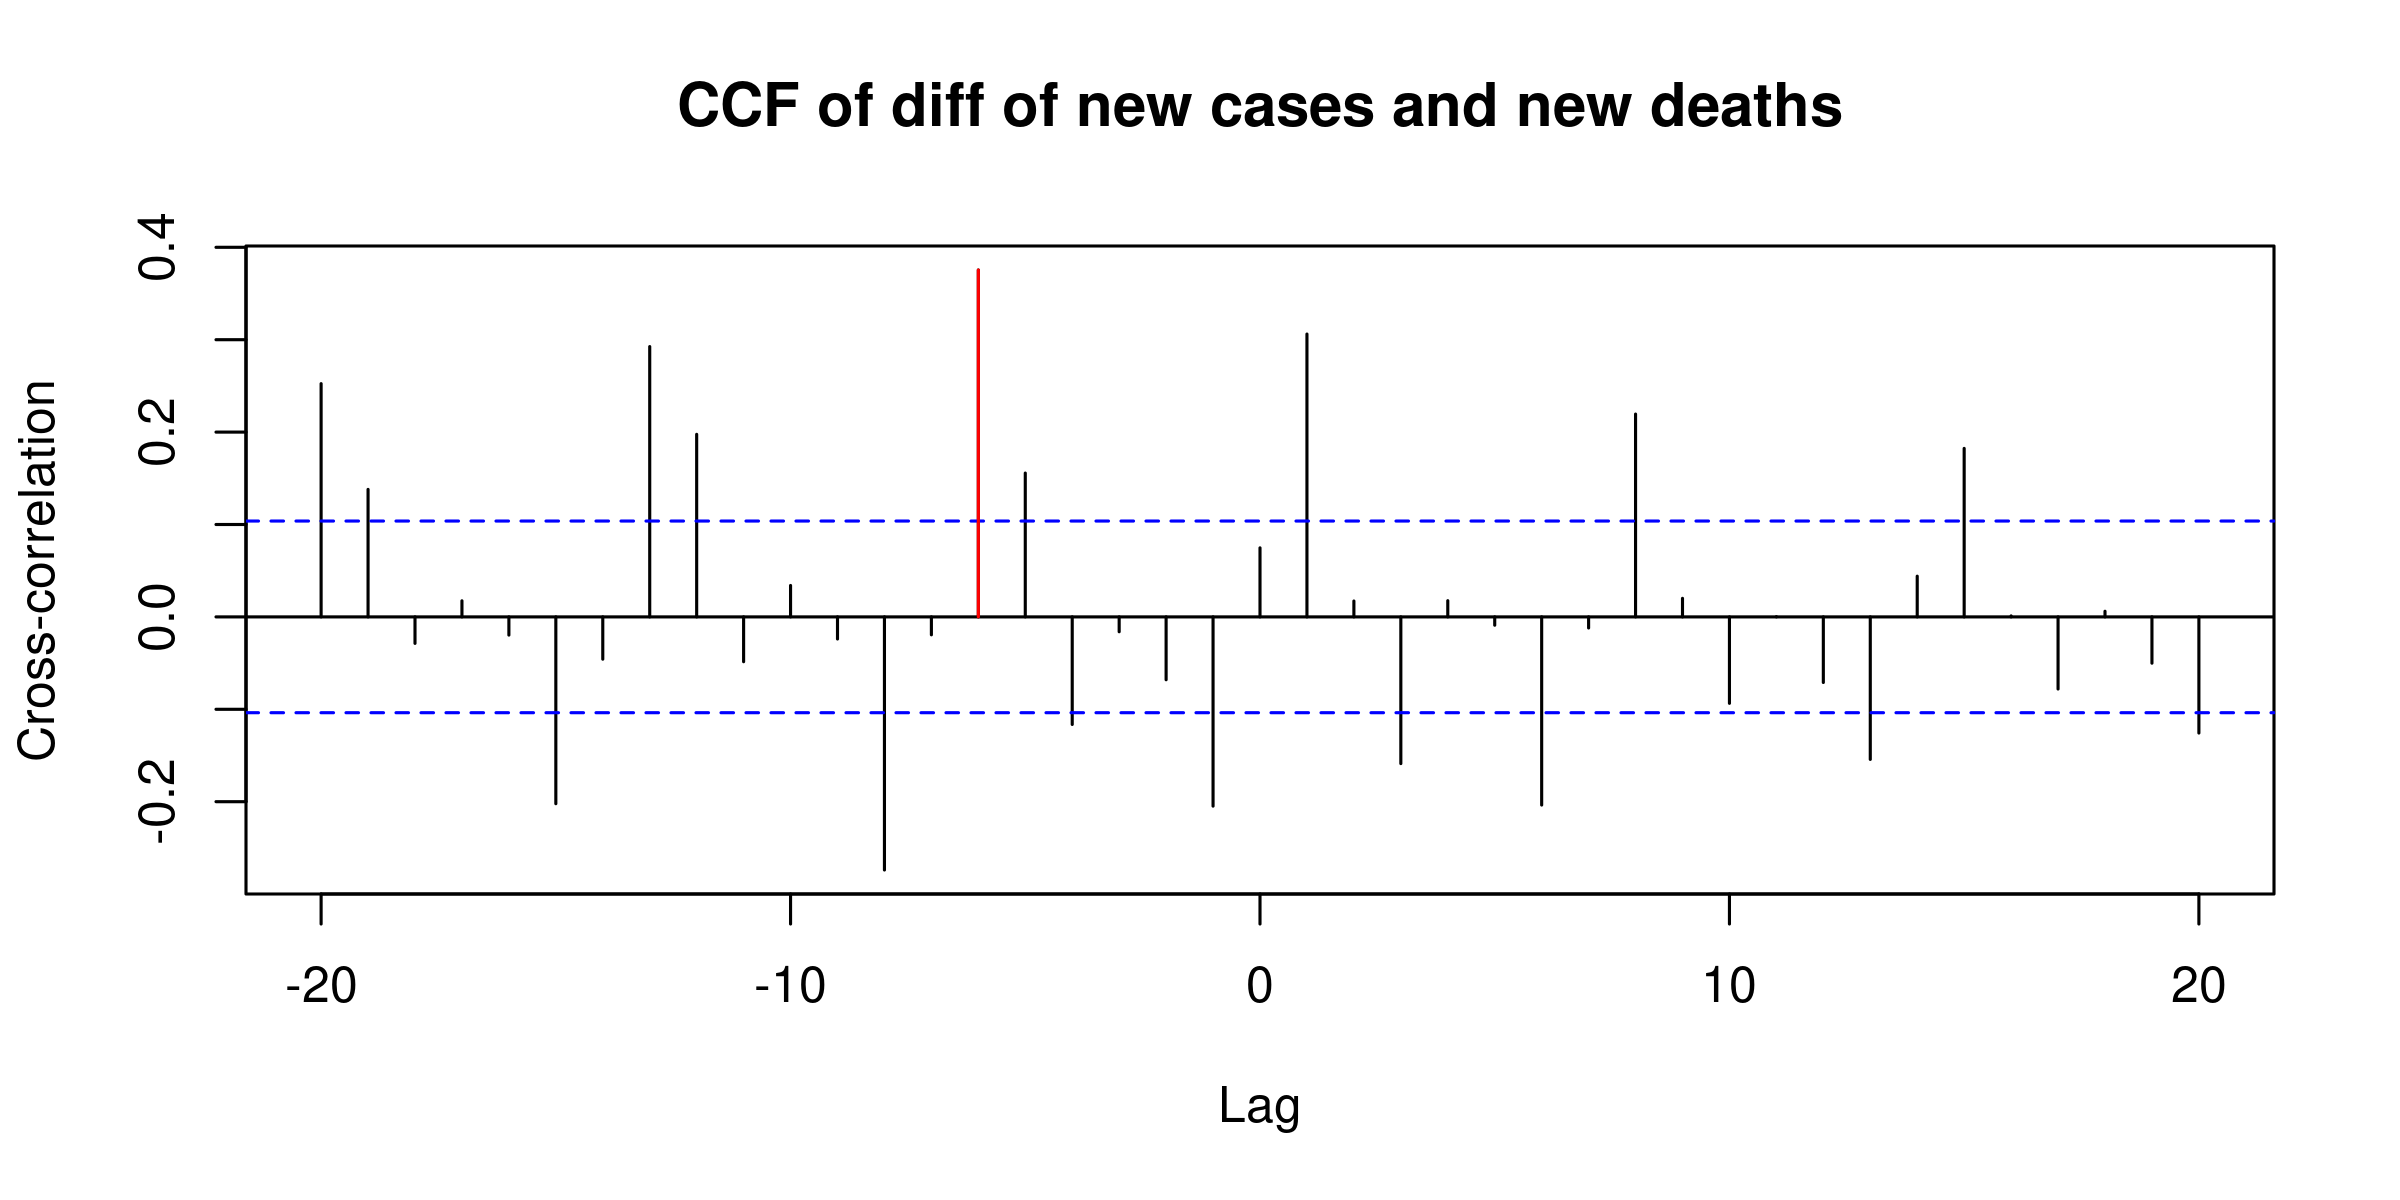 CCF of diff of new cases and new deaths
Cross-correlation
0.4
0.2
0.0
-0.2
-20 -10 0 10 20
Lag